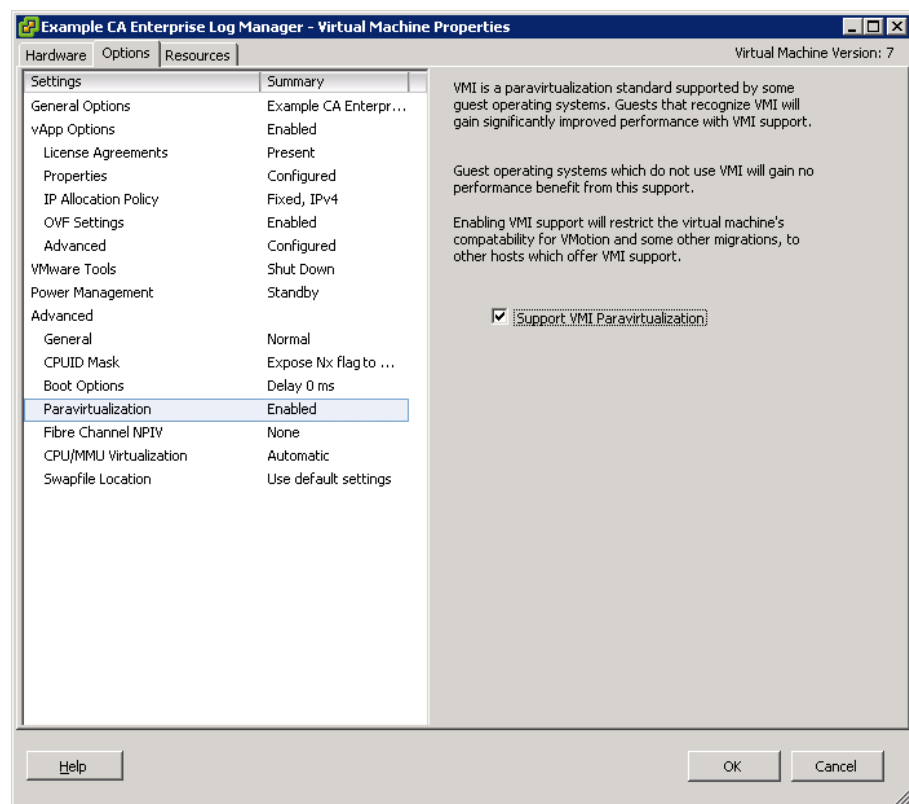 Example CA Enterprise Log Manager - Virtual Machine Properties
Hardware Options Resources Virtual Machine Version: 7
Settings Summary
General Options Example CA Enterpr...
vApp Options Enabled
License Agreements Present
Properties Configured
IP Allocation Policy Fixed, IPv4
OVF Settings Enabled
Advanced Configured
VMware Tools Shut Down
Power Management Standby
Advanced
General Normal
CPUID Mask Expose Nx flag to ...
Boot Options Delay 0 ms
Paravirtualization Enabled
Fibre Channel NPIV None
CPU/MMU Virtualization Automatic
Swapfile Location Use default settings
VMI is a paravirtualization standard supported by some
guest operating systems. Guests that recognize VMI will
gain significantly improved performance with VMI support.
Guest operating systems which do not use VMI will gain no
performance benefit from this support.
Enabling VMI support will restrict the virtual machine's
compatability for VMotion and some other migrations, to
other hosts which offer VMI support.
Support VMI Paravirtualization
Help OK Cancel